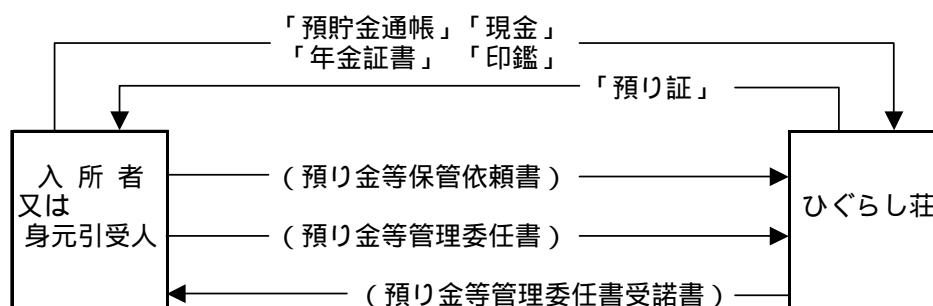 「預貯金通帳」「現金」
「年金証書」 「印鑑」
「預り証」
入 所 者
又は
身元引受人
(預り金等保管依頼書)
(預り金等管理委任書)
(預り金等管理委任書受諾書)
ひぐらし荘